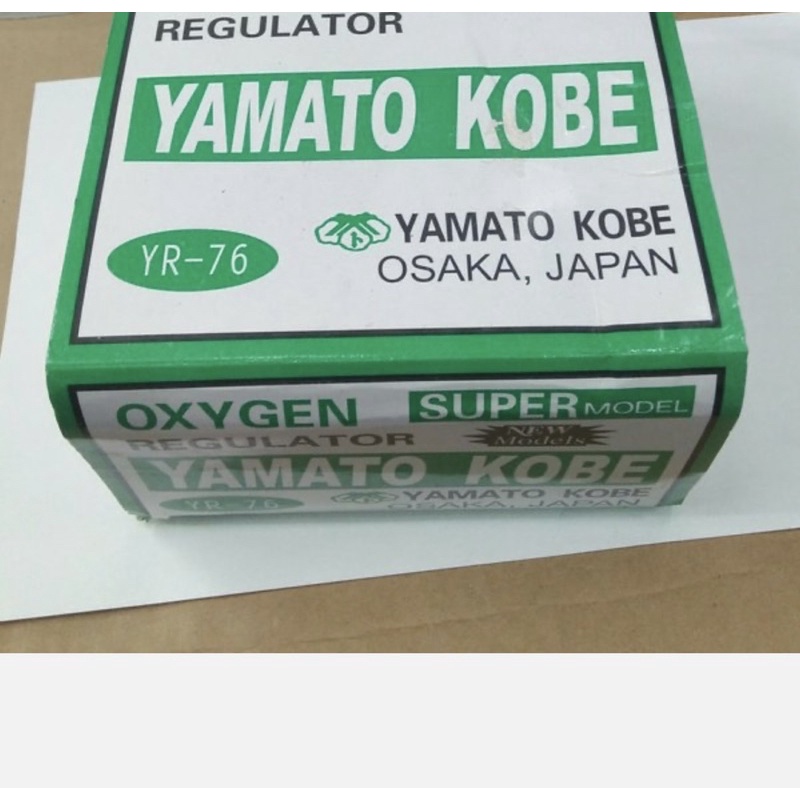 REGULATOR
YAMATO KOBE
YR-76
ト
YAMATO KOBE
OSAKA, JAPAN
OXYGEN
SUPER MODEL
REGULATOR
NEW
Models
YAMATO KOBE
YR-76
YAMATO KOBE
OSAKA, JAPAN